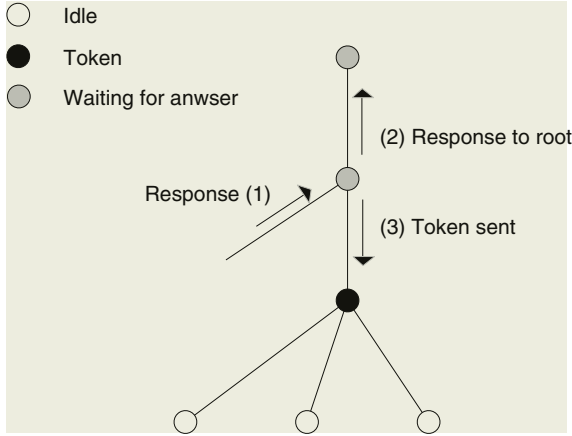 Idle
Token
Waiting for anwser
(2) Response to root
Response (1)
(3) Token sent